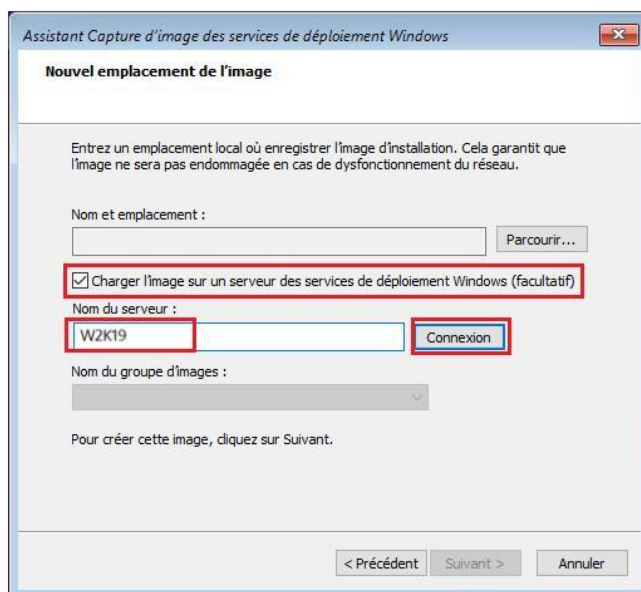 Assistant Capture d'image des services de déploiement Windows
Nouvel emplacement de l'image
Entrez un emplacement local où enregistrer l'image d'installation. Cela garantit que
l'image ne sera pas endommagée en cas de dysfonctionnement du réseau.
Nom et emplacement :
Parcourir...
Charger l'image sur un serveur des services de déploiement Windows (facultatif)
Nom du serveur :
W2K19 Connexion
Nom du groupe d'images :
Pour créer cette image, cliquez sur Suivant.
< Précédent Suivant > Annuler